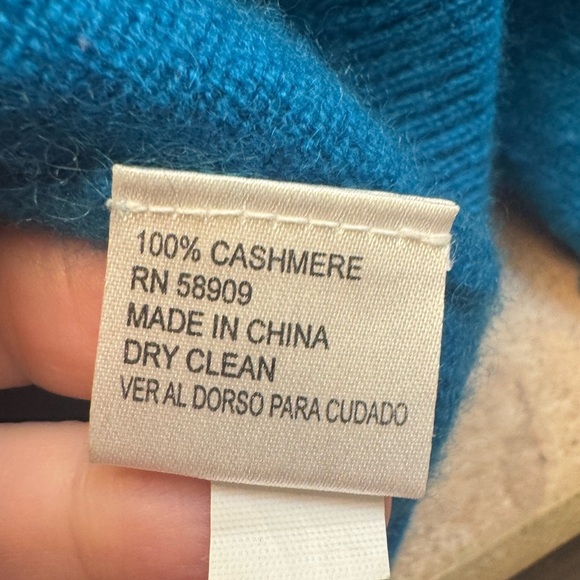 100% CASHMERE
RN 58909
MADE IN CHINA
DRY CLEAN
VER AL DORSO PARA CUDADO